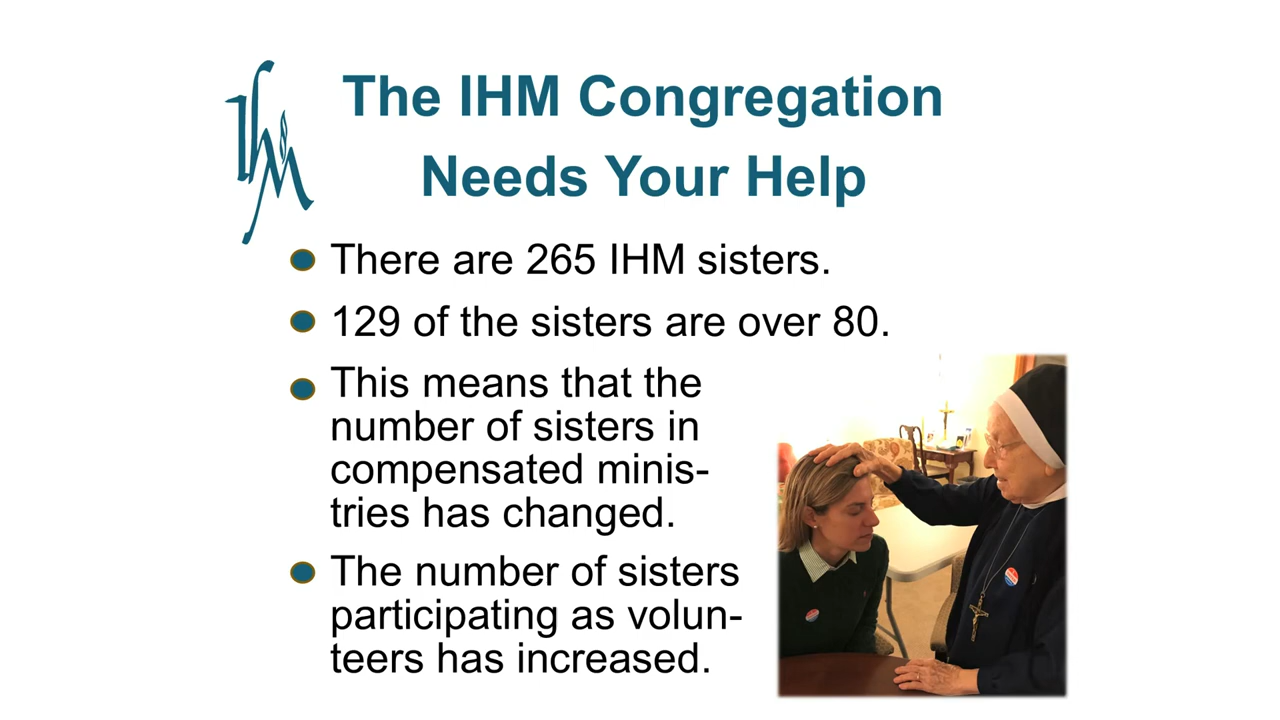 IHM
The IHM Congregation
Needs Your Help
There are 265 IHM sisters.
129 of the sisters are over 80.
This means that the
number of sisters in
compensated minis-
tries has changed.
The number of sisters
participating as volun-
teers has increased.